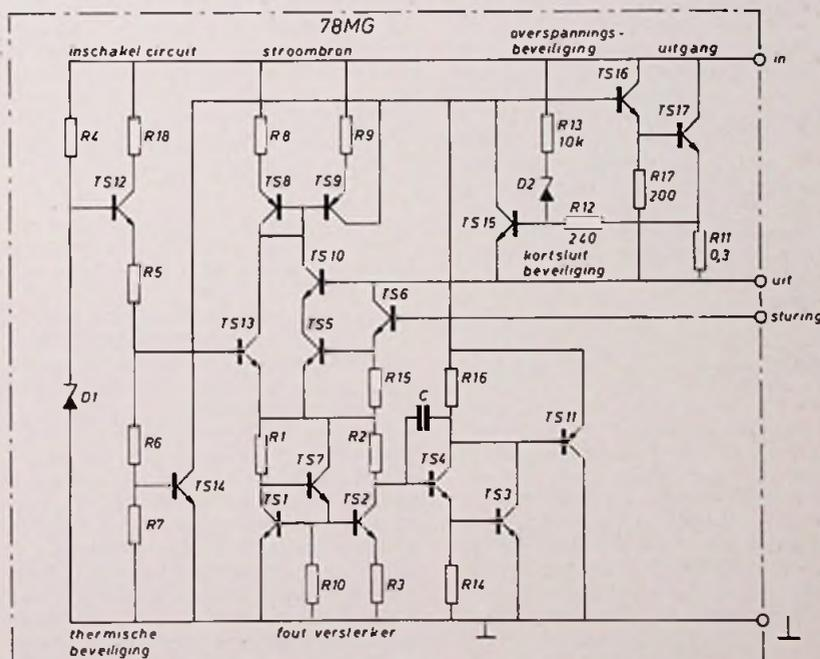 78MG
inschakel circuit
stroombron
overspannings-
beveiliging
uitgang
in
TS16
TS17
R4
R18
R8
R9
R13
10k
TS12
TS8
TS9
D2
R12
240
R17
200
TS15
R5
TS10
kortsluit
beveiliging
R11
0,3
uit
TS6
sturing
TS13
TS5
R15
C
R16
D1
TS11
R6
R1
R2
TS7
TS4
TS14
TS1
TS2
TS3
R7
R10
R3
R14
thermische
beveiliging
fout versterker